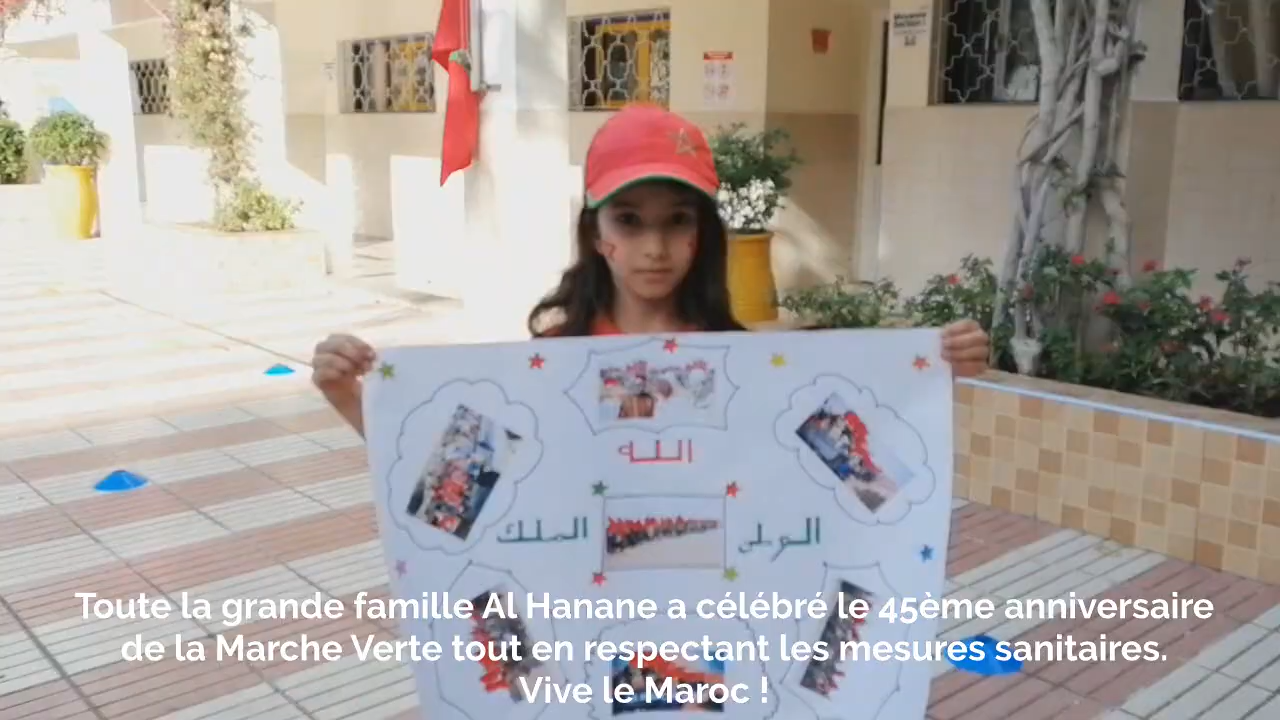 الله
الوطن
الملك
Toute la grande famille Al Hanane a célébré le 45ème anniversaire
de la Marche Verte tout en respectant les mesures sanitaires.
Vive le Maroc !